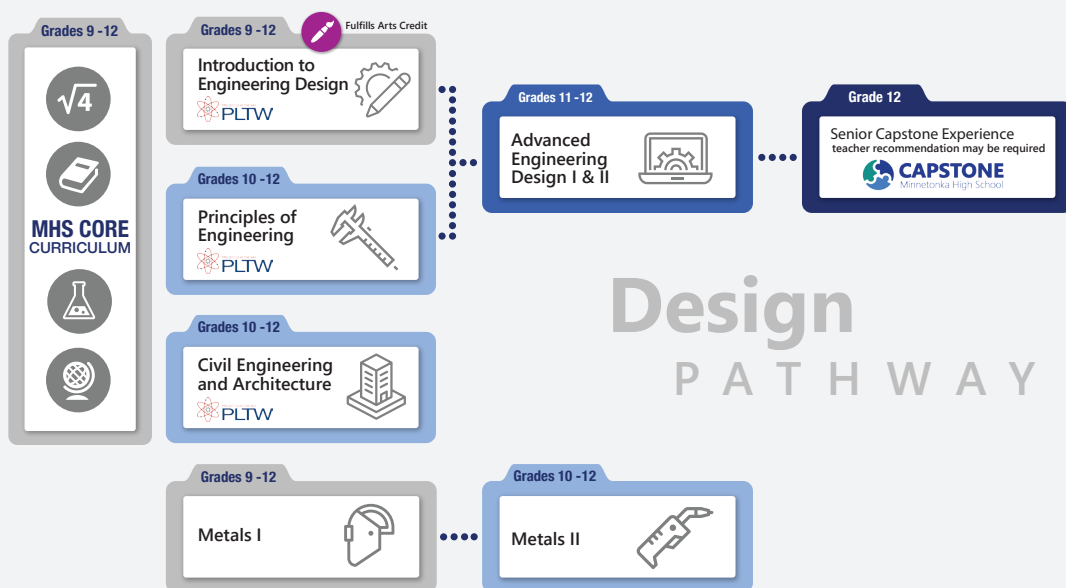 Grades 9 -12
√4
MHS CORE
CURRICULUM
Grades 9 -12
Fulfills Arts Credit
Introduction to
Engineering Design
PLTW
Grades 10 -12
Principles of
Engineering
PLTW
Grades 10 -12
Civil Engineering
and Architecture
PLTW
Grades 11 -12
Advanced
Engineering
Design I & II
Grade 12
Senior Capstone Experience
teacher recommendation may be required
CAPSTONE
Minnetonka High School
Design
PATHWAY
Grades 9 -12
Metals I
Grades 10 -12
Metals II